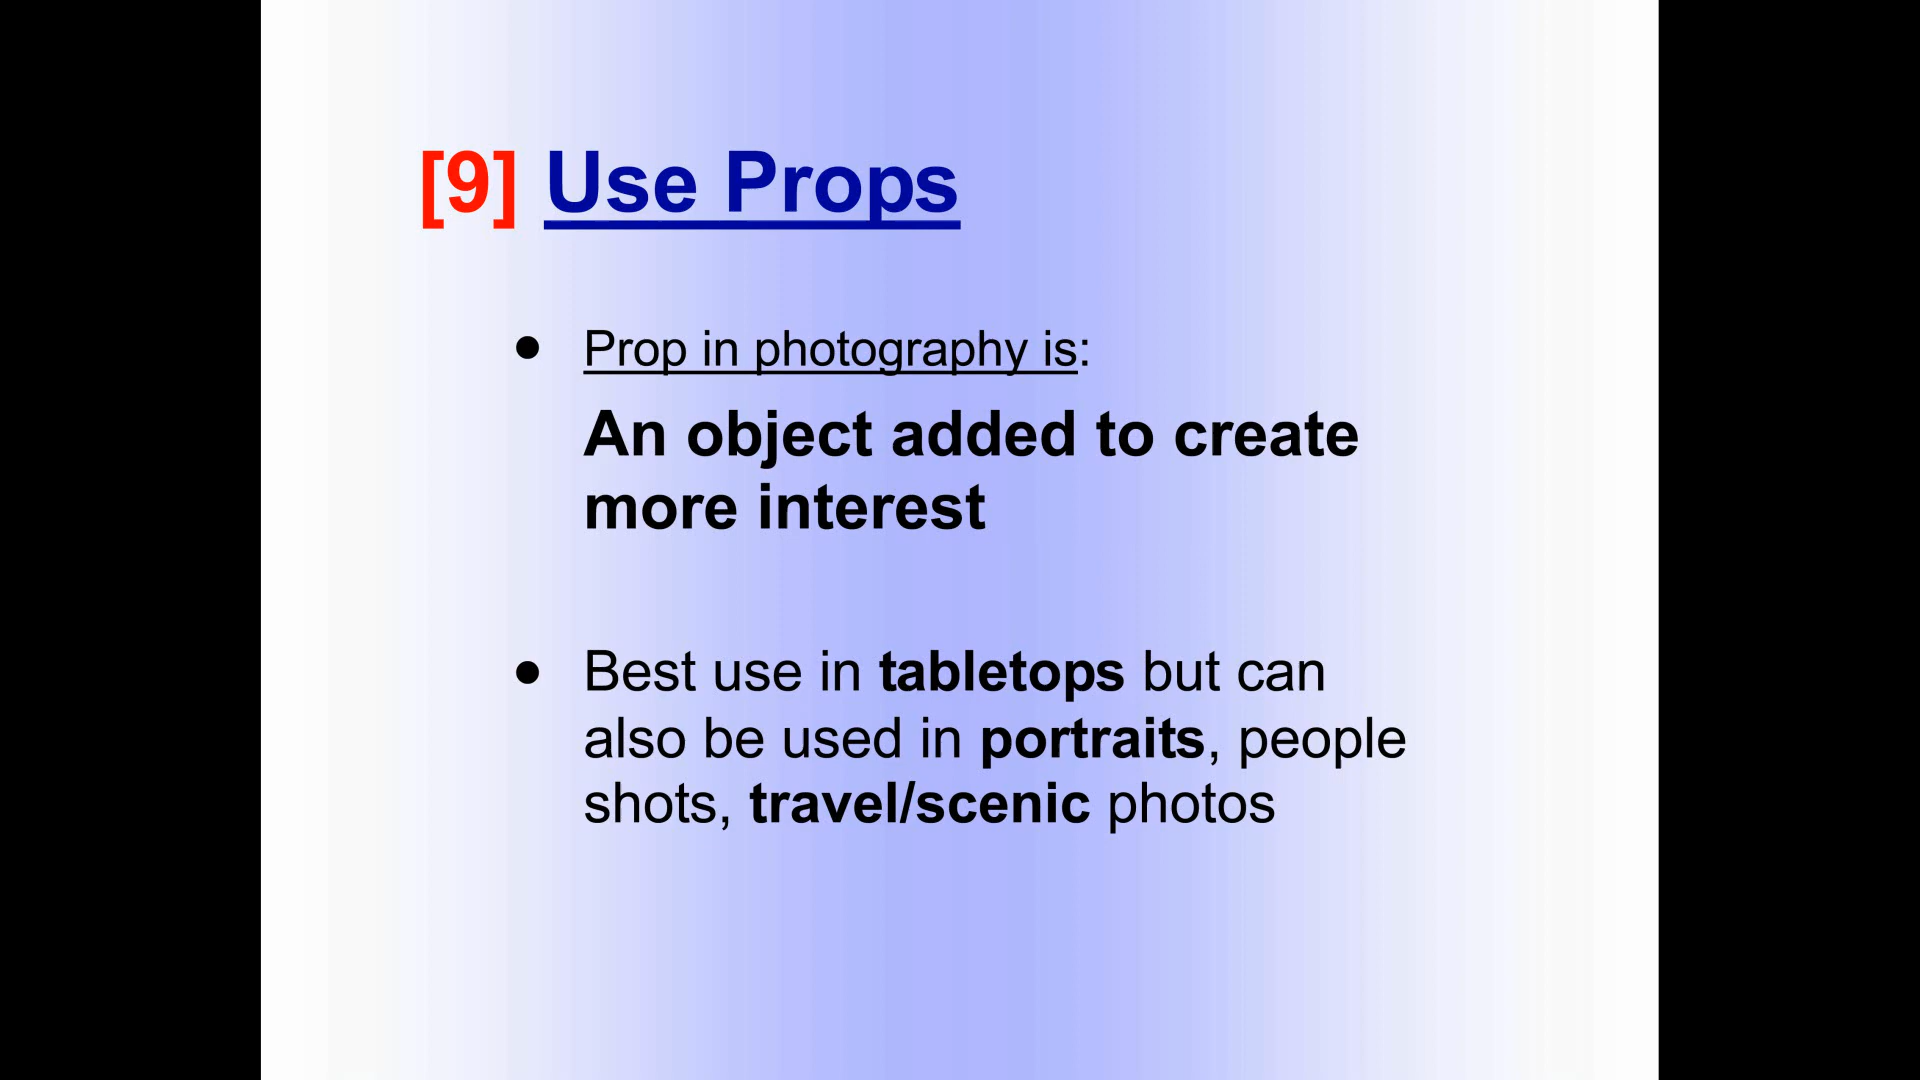 [9] Use Props
● Prop in photography is:
An object added to create
more interest
● Best use in tabletops but can
also be used in portraits, people
shots, travel/scenic photos